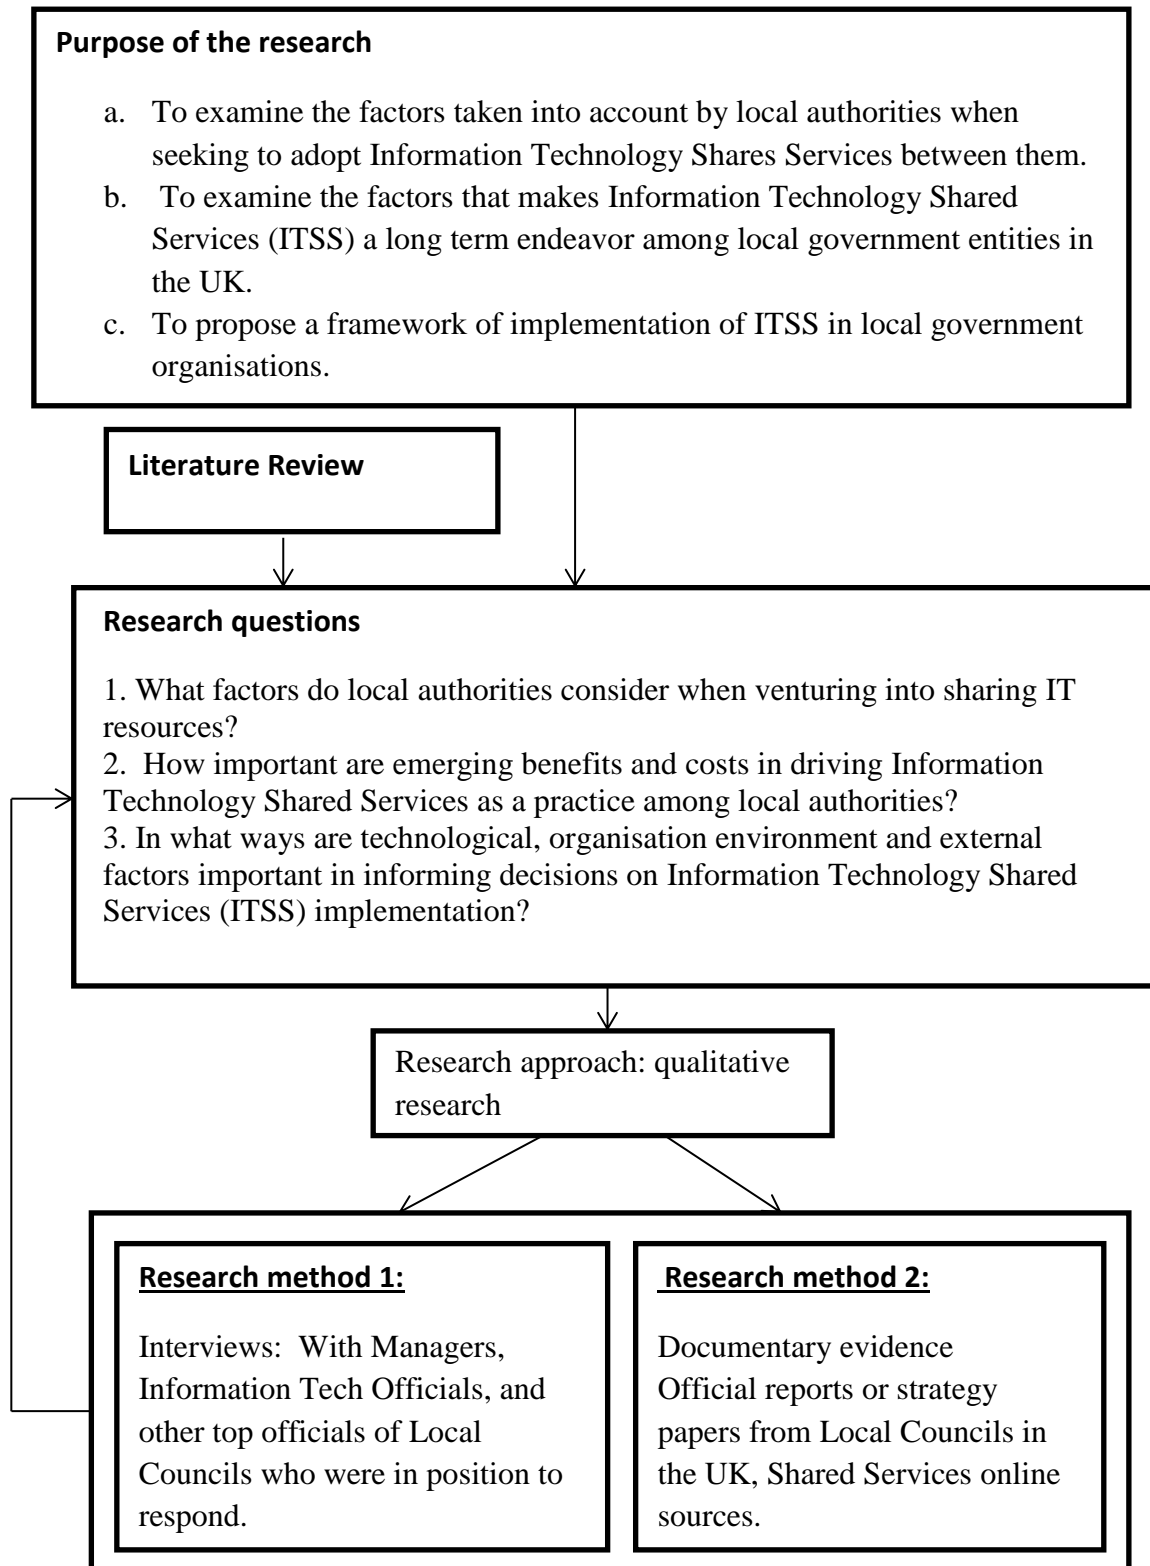 Purpose of the research
a. To examine the factors taken into account by local authorities when
seeking to adopt Information Technology Shares Services between them.
b. To examine the factors that makes Information Technology Shared
Services (ITSS) a long term endeavor among local government entities in
the UK.
c. To propose a framework of implementation of ITSS in local government
organisations.
Literature Review
Research questions
1. What factors do local authorities consider when venturing into sharing IT
resources?
2. How important are emerging benefits and costs in driving Information
Technology Shared Services as a practice among local authorities?
3. In what ways are technological, organisation environment and external
factors important in informing decisions on Information Technology Shared
Services (ITSS) implementation?
Research approach: qualitative
research
Research method 1:
Interviews: With Managers,
Information Tech Officials, and
other top officials of Local
Councils who were in position to
respond.
Research method 2:
Documentary evidence
Official reports or strategy
papers from Local Councils in
the UK, Shared Services online
sources.